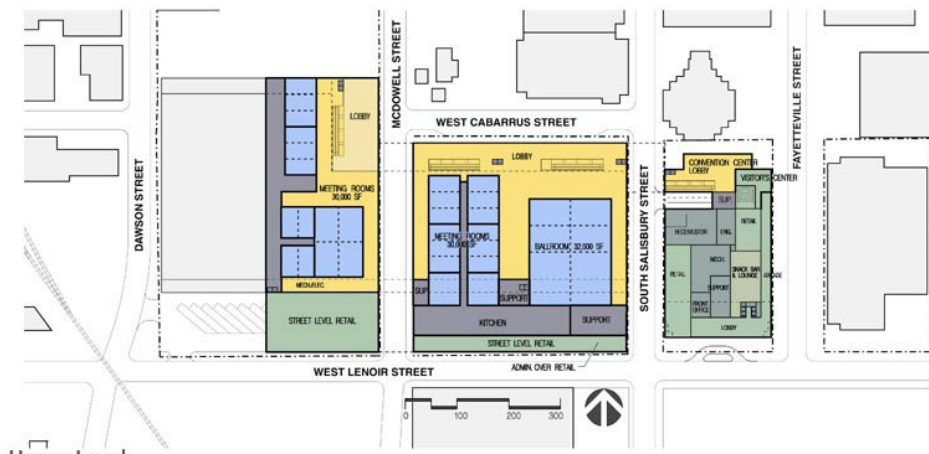 DAWSON STREET
MCDOWELL STREET
WEST CABARRUS STREET
SOUTH SALISBURY STREET
FAYETTEVILLE STREET
WEST LENOIR STREET
LOBBY
MEETING ROOMS
30,000 SF
MECH./ELEC.
STREET LEVEL RETAIL
LOBBY
MEETING ROOMS
30,000 SF
BALLROOM: 32,000 SF
SUP.
SUPPORT
KITCHEN
SUPPORT
STREET LEVEL RETAIL
ADMIN. OVER RETAIL
CONVENTION CENTER
LOBBY
VISITOR'S CENTER
SUP.
RETAIL
ENG.
MECH.
RETAIL
SNACK BAR
& LOUNGE
ARCADE
SUPPORT
FRONT
OFFICE
LOBBY
0 100 200 300